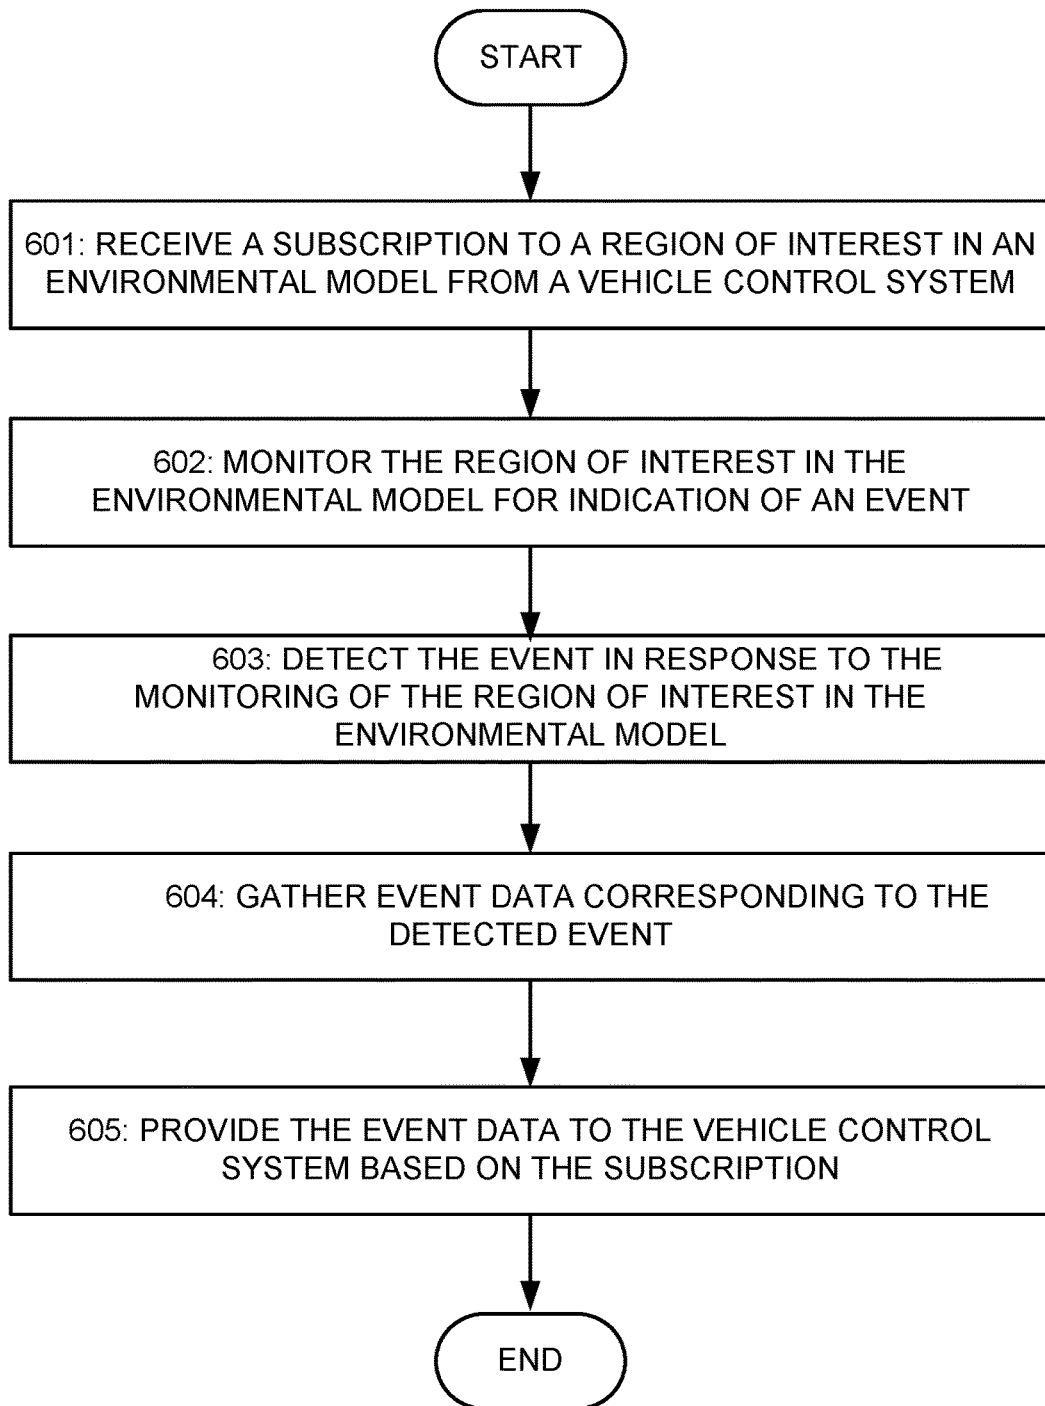 START
601: RECEIVE A SUBSCRIPTION TO A REGION OF INTEREST IN AN
ENVIRONMENTAL MODEL FROM A VEHICLE CONTROL SYSTEM
602: MONITOR THE REGION OF INTEREST IN THE
ENVIRONMENTAL MODEL FOR INDICATION OF AN EVENT
603: DETECT THE EVENT IN RESPONSE TO THE
MONITORING OF THE REGION OF INTEREST IN THE
ENVIRONMENTAL MODEL
604: GATHER EVENT DATA CORRESPONDING TO THE
DETECTED EVENT
605: PROVIDE THE EVENT DATA TO THE VEHICLE CONTROL
SYSTEM BASED ON THE SUBSCRIPTION
END